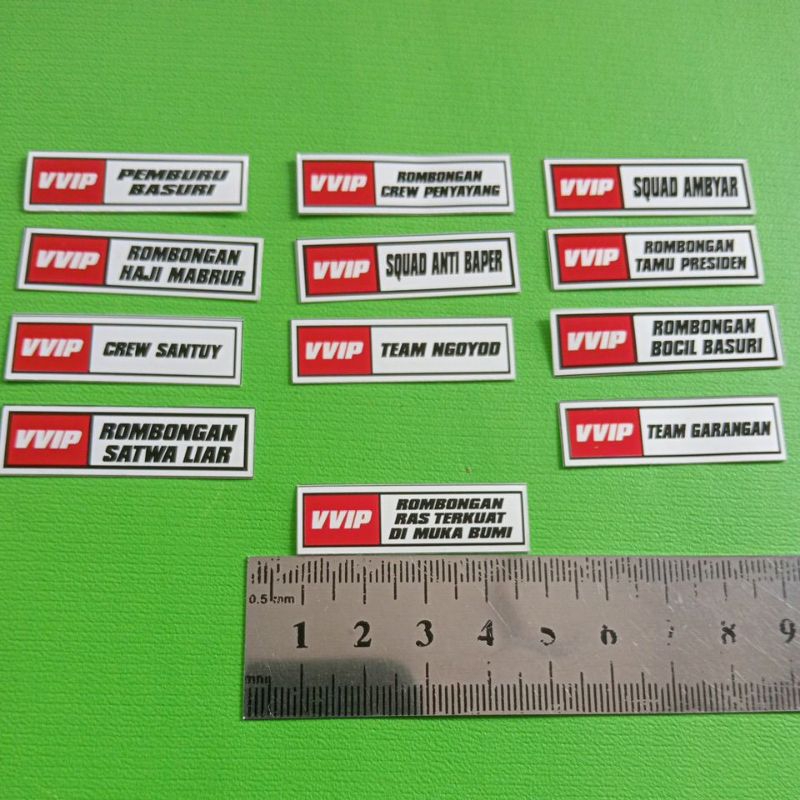 VVIP PEMBURU
BASURI
VVIP ROMBONGAN
CREW PENYAYANG
VVIP SQUAD AMBYAR
VVIP ROMBONGAN
HAJI MABRUR
VVIP SQUAD ANTI BAPER
VVIP ROMBONGAN
TAMU PRESIDEN
VVIP CREW SANTUY
VVIP TEAM NGOYOD
VVIP ROMBONGAN
BOCIL BASURI
VVIP ROMBONGAN
SATWA LIAR
VVIP TEAM GARANGAN
VVIP ROMBONGAN
RAS TERKUAT
DI MUKA BUMI
0.5 mm
1 2 3 4 5 6 7 8 9
mm